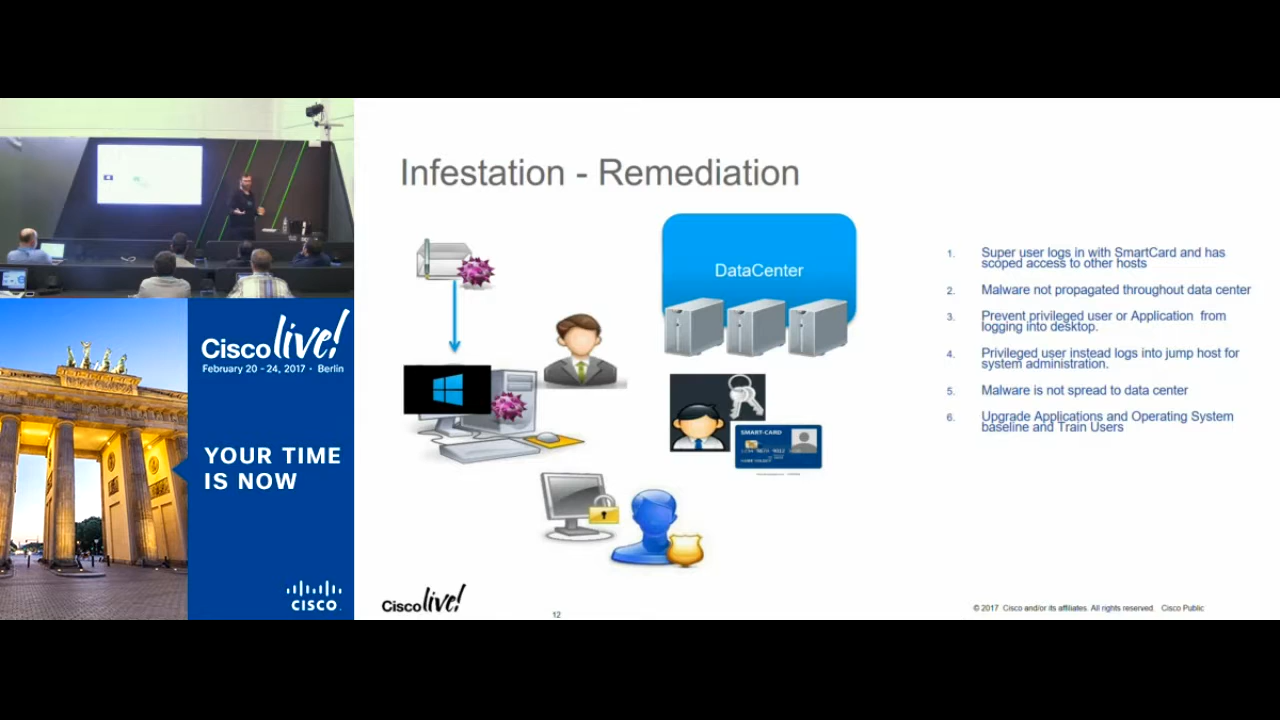 Infestation - Remediation
DataCenter
1. Super user logs in with SmartCard and has
scoped access to other hosts
2. Malware not propagated throughout data center
3. Prevent privileged user or Application from
logging into desktop.
4. Privileged user instead logs into jump host for
system administration.
5. Malware is not spread to data center
6. Upgrade Applications and Operating System
baseline and Train Users
SMART-CARD
Cisco live!
February 20 - 24, 2017 • Berlin
YOUR TIME
IS NOW
CISCO
Cisco live!
12
© 2017 Cisco and/or its affiliates. All rights reserved. Cisco Public